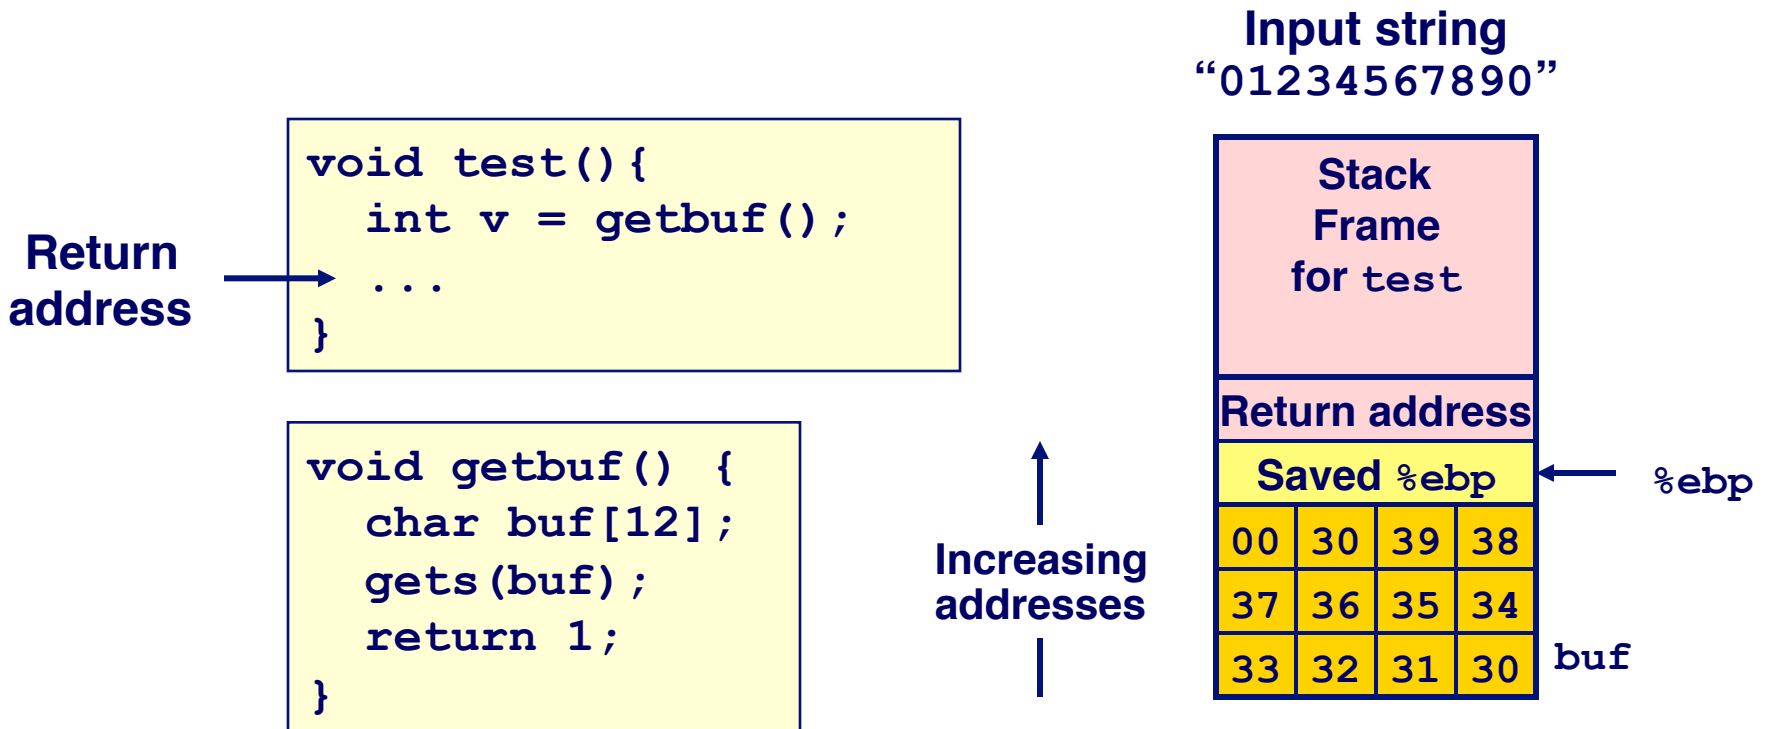 Input string
“01234567890”
Return
address
void test(){
  int v = getbuf();
  ...
}
void getbuf() {
  char buf[12];
  gets(buf);
  return 1;
}
Increasing
addresses
Stack
Frame
for test
Return address
Saved %ebp
%ebp
00 30 39 38
37 36 35 34
33 32 31 30
buf